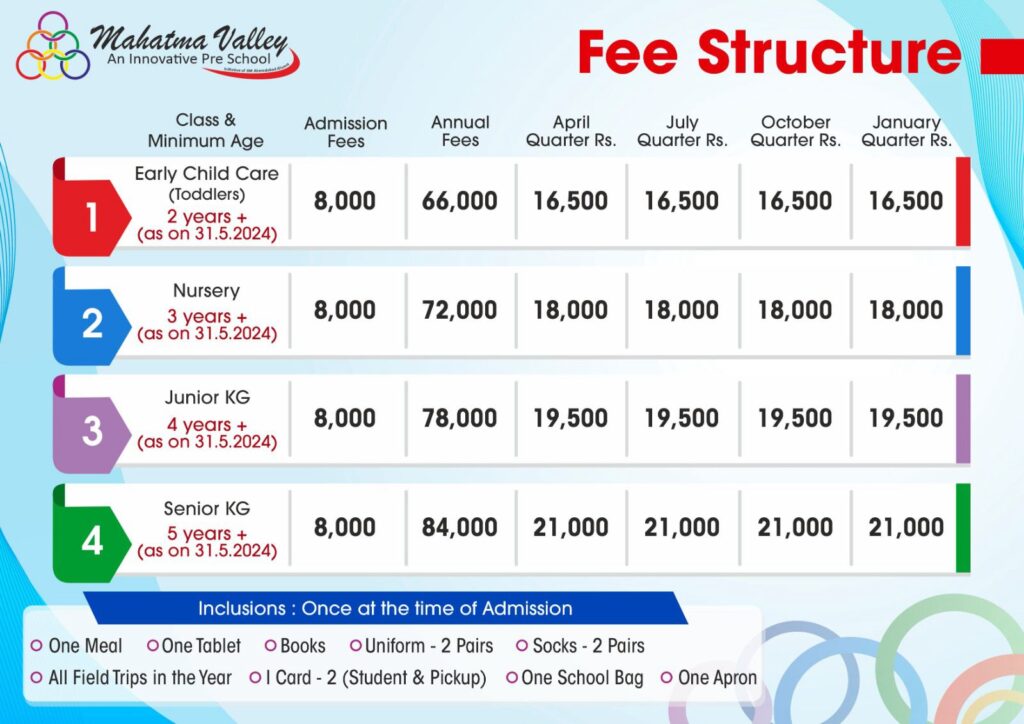 Mahatma Valley
An Innovative Pre School
Fee Structure
Class &
Minimum Age
Admission
Fees
Annual
Fees
April
Quarter Rs.
July
Quarter Rs.
October
Quarter Rs.
January
Quarter Rs.
1
Early Child Care
(Toddlers)
2 years +
(as on 31.5.2024)
8,000 66,000 16,500 16,500 16,500 16,500
2
Nursery
3 years +
(as on 31.5.2024)
8,000 72,000 18,000 18,000 18,000 18,000
3
Junior KG
4 years +
(as on 31.5.2024)
8,000 78,000 19,500 19,500 19,500 19,500
4
Senior KG
5 years +
(as on 31.5.2024)
8,000 84,000 21,000 21,000 21,000 21,000
Inclusions : Once at the time of Admission
One Meal One Tablet Books Uniform - 2 Pairs Socks - 2 Pairs
All Field Trips in the Year I Card - 2 (Student & Pickup) One School Bag One Apron